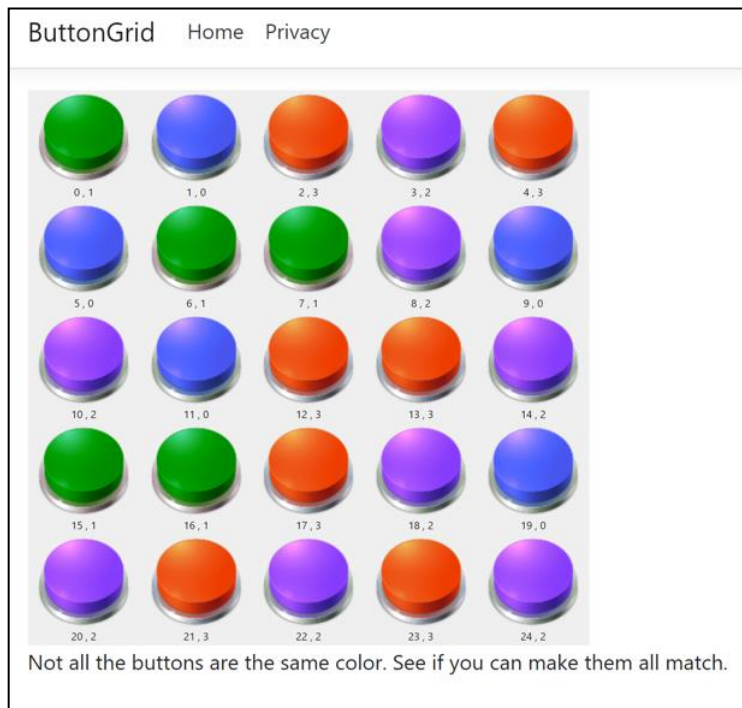 ButtonGrid Home Privacy
0 , 1 1 , 0 2 , 3 3 , 2 4 , 3
5 , 0 6 , 1 7 , 1 8 , 2 9 , 0
10 , 2 11 , 0 12 , 3 13 , 3 14 , 2
15 , 1 16 , 1 17 , 3 18 , 2 19 , 0
20 , 2 21 , 3 22 , 2 23 , 3 24 , 2
Not all the buttons are the same color. See if you can make them all match.